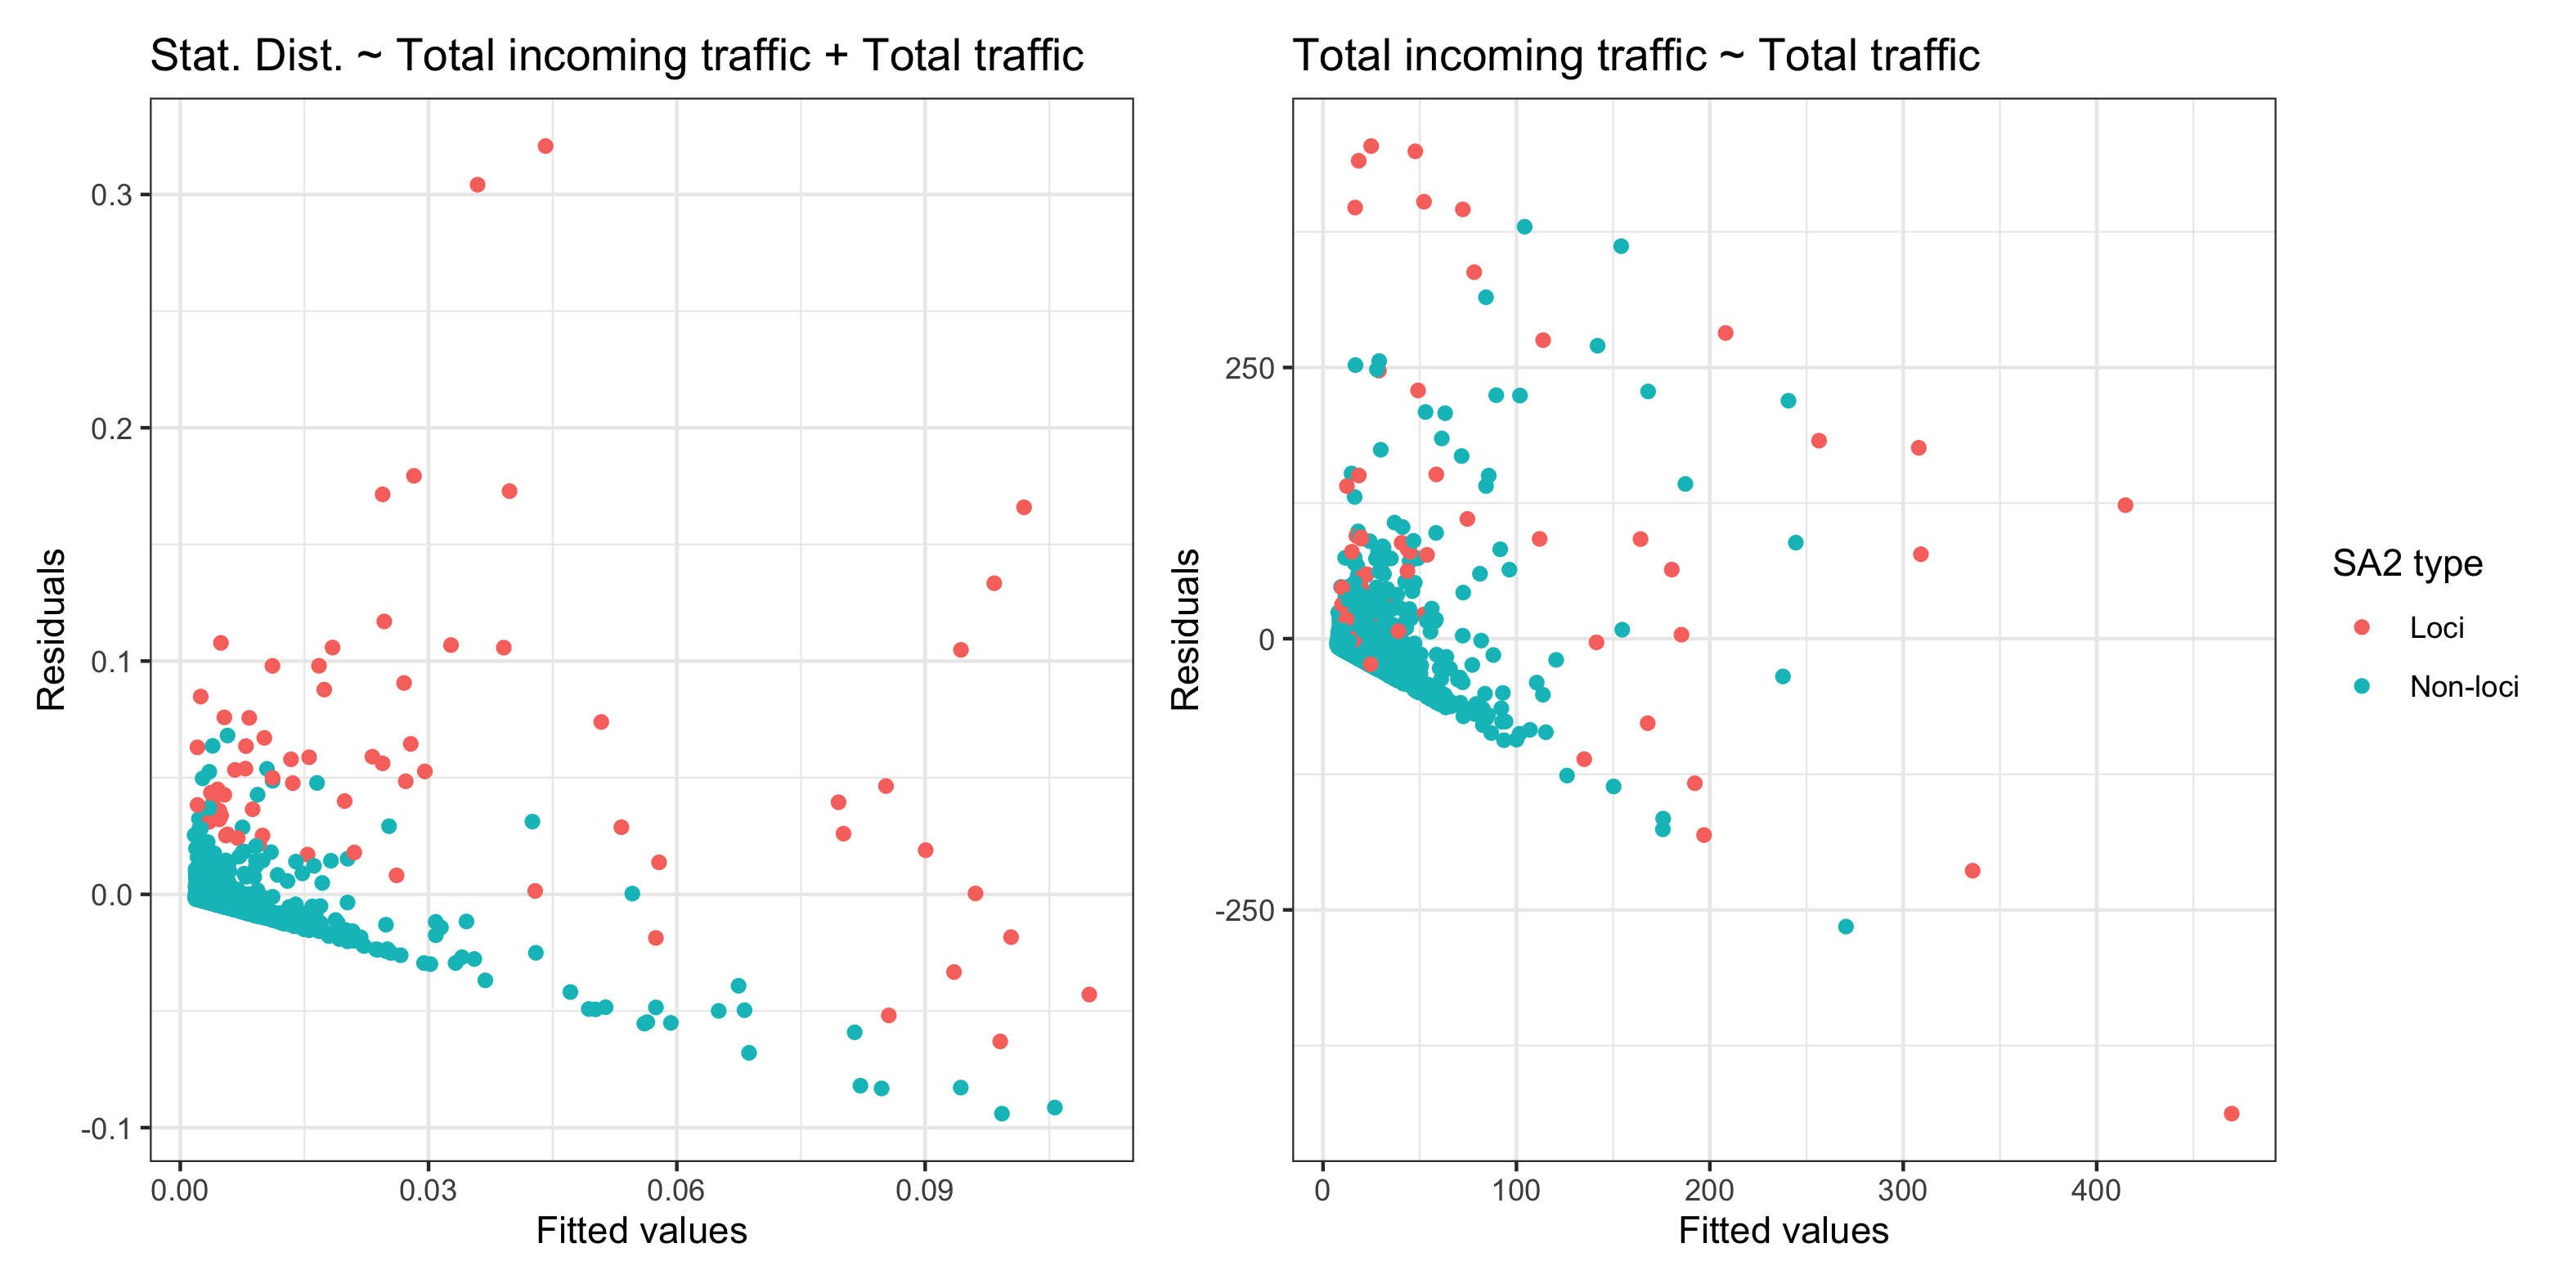 Stat. Dist. ~ Total incoming traffic + Total traffic
Residuals
0.3
0.2
0.1
0.0
-0.1
0.00 0.03 0.06 0.09
Fitted values
Total incoming traffic ~ Total traffic
Residuals
250
0
-250
0 100 200 300 400
Fitted values
SA2 type
Loci
Non-loci